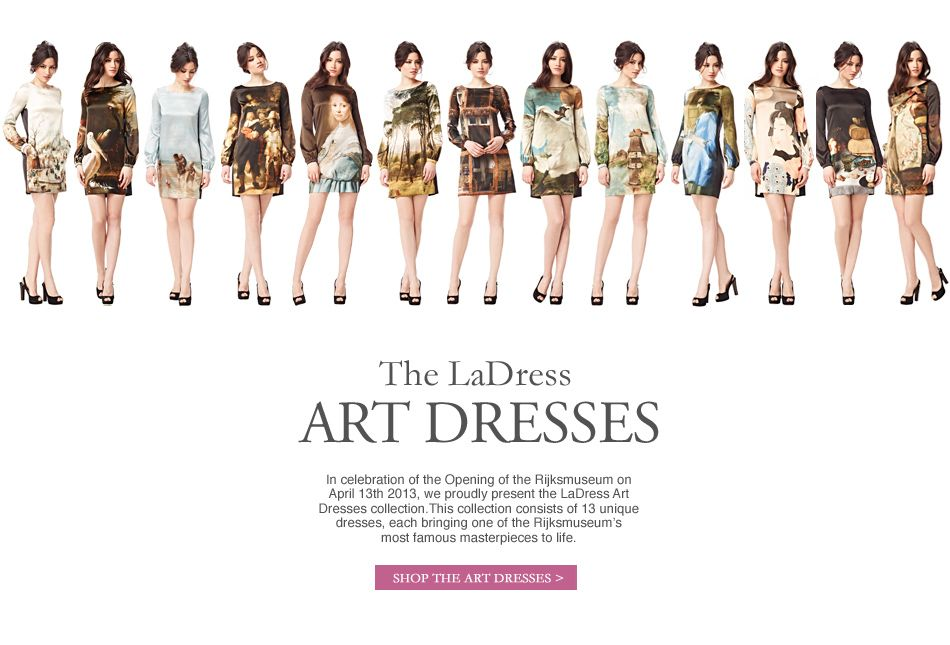 The LaDress
ART DRESSES
In celebration of the Opening of the Rijksmuseum on
April 13th 2013, we proudly present the LaDress Art
Dresses collection.This collection consists of 13 unique
dresses, each bringing one of the Rijksmuseum's
most famous masterpieces to life.
SHOP THE ART DRESSES >